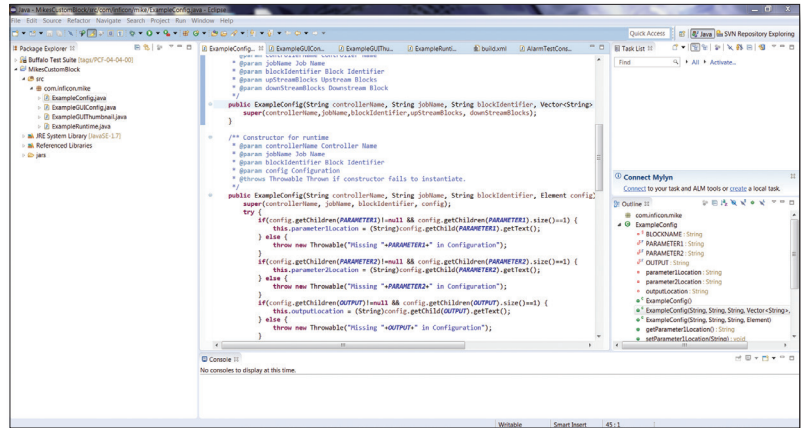 Java - MikesCustomBlock/src/com/inficon/mike/ExampleConfig.java - Eclipse
File Edit Source Refactor Navigate Search Project Run Window Help
Quick Access
Java
SVN Repository Exploring
Package Explorer
Buffalo Test Suite [tags/PCF-04-04-00]
MikesCustomBlock
src
com.inficon.mike
ExampleConfig.java
ExampleGUIConfig.java
ExampleGUIThumbnail.java
ExampleRuntime.java
JRE System Library [JavaSE-1.7]
Referenced Libraries
jars
ExampleConfig...
ExampleGUICon...
ExampleGUIThu...
ExampleRunti...
build.xml
AlarmTestCons...
* @param controllerName Controller Name
* @param jobName Job Name
* @param blockIdentifier Block Identifier
* @param upStreamBlocks Upstream Blocks
* @param downStreamBlocks Downstream Block
*/
public ExampleConfig(String controllerName, String jobName, String blockIdentifier, Vector<String>
super(controllerName,jobName,blockIdentifier,upStreamBlocks, downStreamBlocks);
}
/** Constructor for runtime
* @param controllerName Controller Name
* @param jobName Job Name
* @param blockIdentifier Block Identifier
* @param config Configuration
* @throws Throwable Thrown if constructor fails to instantiate.
*/
public ExampleConfig(String controllerName, String jobName, String blockIdentifier, Element config)
super(controllerName, jobName, blockIdentifier, config);
try {
if(config.getChildren(PARAMETER1)!=null && config.getChildren(PARAMETER1).size()==1) {
this.parameter1Location = (String)config.getChild(PARAMETER1).getText();
} else {
throw new Throwable("Missing "+PARAMETER1+" in Configuration");
}
if(config.getChildren(PARAMETER2)!=null && config.getChildren(PARAMETER2).size()==1) {
this.parameter2Location = (String)config.getChild(PARAMETER2).getText();
} else {
throw new Throwable("Missing "+PARAMETER2+" in Configuration");
}
if(config.getChildren(OUTPUT)!=null && config.getChildren(OUTPUT).size()==1) {
this.outputLocation = (String)config.getChild(OUTPUT).getText();
} else {
throw new Throwable("Missing "+OUTPUT+" in Configuration");
}
Task List
Find
All
Activate...
Connect Mylyn
Connect to your task and ALM tools or create a local task.
Outline
com.inficon.mike
ExampleConfig
BLOCKNAME : String
PARAMETER1 : String
PARAMETER2 : String
OUTPUT : String
parameter1Location : String
parameter2Location : String
outputLocation : String
ExampleConfig()
ExampleConfig(String, String, String, Vector<String>,
ExampleConfig(String, String, String, Element)
getParameter1Location() : String
setParameter1Location(String) : void
Console
No consoles to display at this time.
Writable
Smart Insert
45 : 1